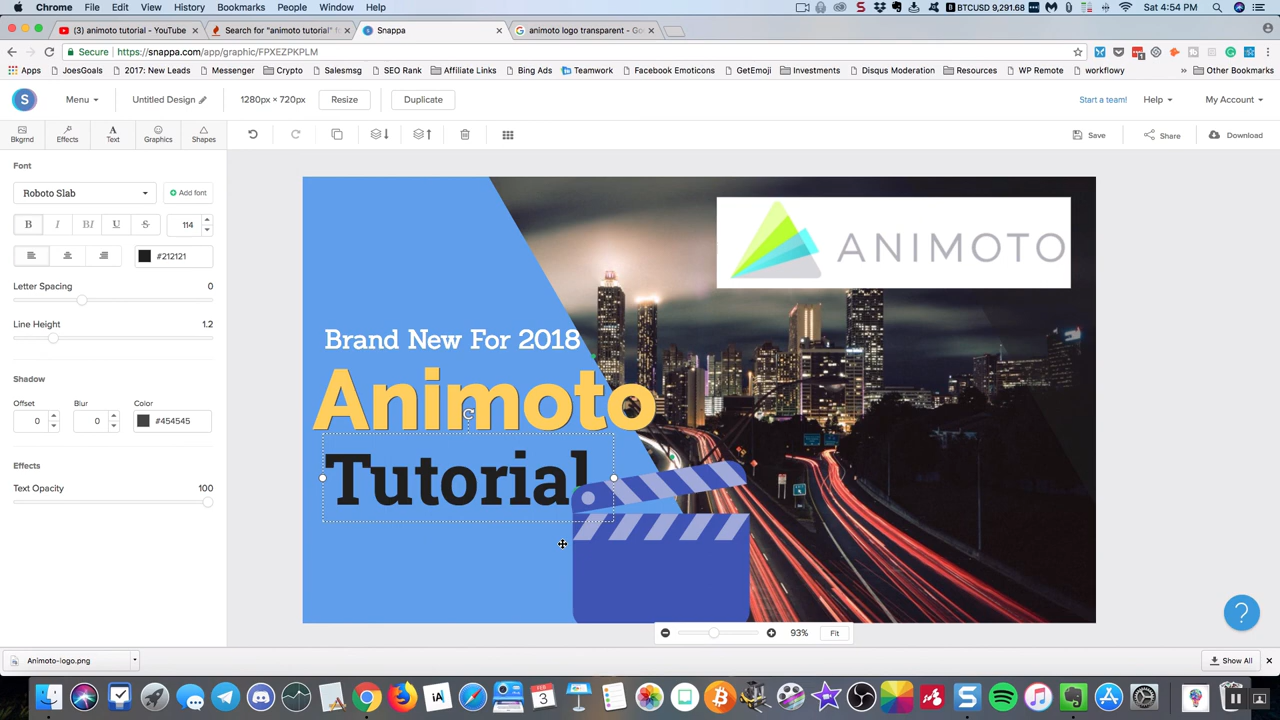 Chrome File Edit View History Bookmarks People Window Help
BTCUSD 9,291.68
Sat 4:54 PM
(3) animoto tutorial - YouTube
Search for "animoto tutorial"
Snappa
animoto logo transparent - Go
Secure https://snappa.com/app/graphic/FPXEZPKPLM
Apps JoesGoals 2017: New Leads Messenger Crypto Salesmsg SEO Rank Affiliate Links Bing Ads Teamwork Facebook Emoticons GetEmoji Investments Disqus Moderation Resources WP Remote workflowy » Other Bookmarks
S Menu Untitled Design 1280px × 720px Resize Duplicate Start a team! Help My Account
Bkgrnd Effects Text Graphics Shapes Save Share Download
Font
Roboto Slab Add font
B I BI U S 114
#212121
Letter Spacing 0
Line Height 1.2
Shadow
Offset Blur Color
0 0 #454545
Effects
Text Opacity 100
ANIMOTO
Brand New For 2018
Animoto
Tutorial
93% Fit
?
Animoto-logo.png Show All
FEB
3
iA